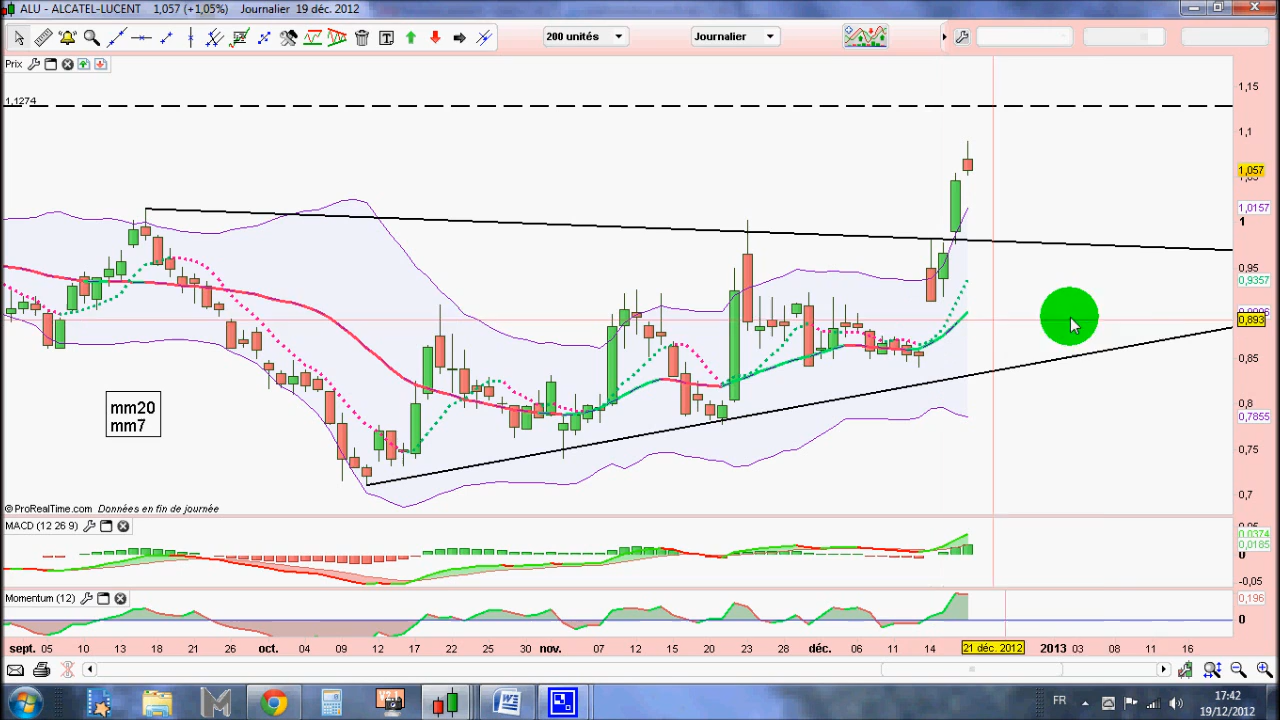 ALU - ALCATEL-LUCENT 1,057 (+1,05%) Journalier 19 déc. 2012
200 unités Journalier
Prix
1,1274
1,15
1,1
1,057
1,0157
1
0,95
0,9357
0,893
0,85
0,8
0,7855
0,75
0,7
mm20
mm7
© ProRealTime.com Données en fin de journée
MACD (12 26 9)
0,0374
0,0185
0
-0,05
Momentum (12)
0,196
0
sept. 05 10 13 18 21 26 oct. 04 09 12 17 22 25 30 nov. 07 12 15 20 23 28 déc. 06 11 14 21 déc. 2012 2013 03 08 11 16
FR 17:42
19/12/2012